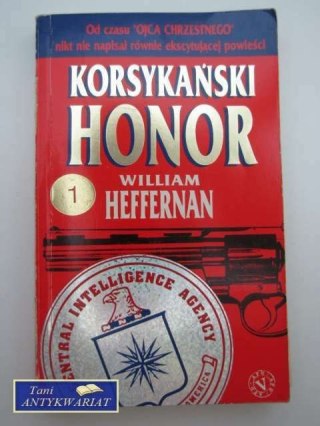 Od czasu "OJCA CHRZESTNEGO"
nikt nie napisał równie ekscytującej powieści
KORSYKAŃSKI
HONOR
1
WILLIAM
HEFFERNAN
CENTRAL INTELLIGENCE AGENCY
AMERICA
V
Tani
ANTYKWARIAT